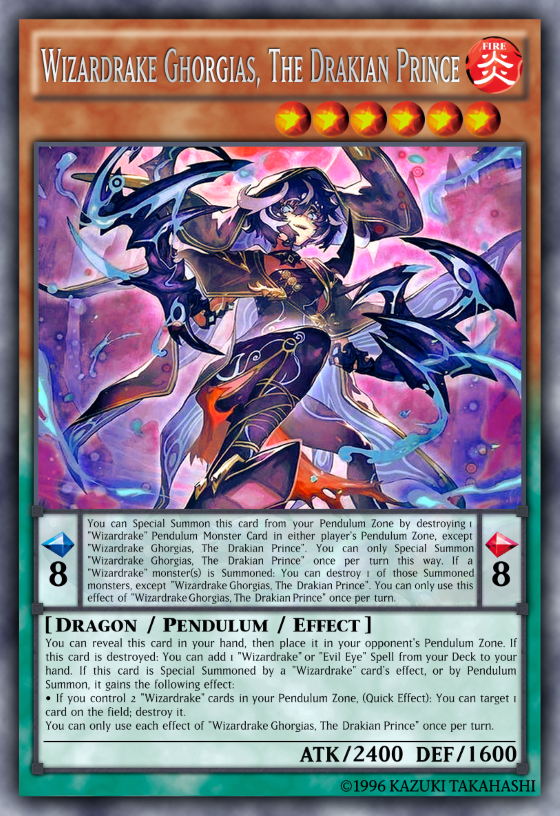 Wizardrake Ghorgias, The Drakian Prince
FIRE
炎
You can Special Summon this card from your Pendulum Zone by destroying 1
"Wizardrake" Pendulum Monster Card in either player's Pendulum Zone, except
"Wizardrake Ghorgias, The Drakian Prince". You can only Special Summon
"Wizardrake Ghorgias, The Drakian Prince" once per turn this way. If a
"Wizardrake" monster(s) is Summoned: You can destroy 1 of those Summoned
monsters, except "Wizardrake Ghorgias, The Drakian Prince". You can only use this
effect of "Wizardrake Ghorgias, The Drakian Prince" once per turn.
8
8
[ Dragon / Pendulum / Effect ]
You can reveal this card in your hand, then place it in your opponent's Pendulum Zone. If
this card is destroyed: You can add 1 "Wizardrake" or "Evil Eye" Spell from your Deck to your
hand. If this card is Special Summoned by a "Wizardrake" card's effect, or by Pendulum
Summon, it gains the following effect:
• If you control 2 "Wizardrake" cards in your Pendulum Zone, (Quick Effect): You can target 1
card on the field; destroy it.
You can only use each effect of "Wizardrake Ghorgias, The Drakian Prince" once per turn.
ATK/2400 DEF/1600
©1996 KAZUKI TAKAHASHI